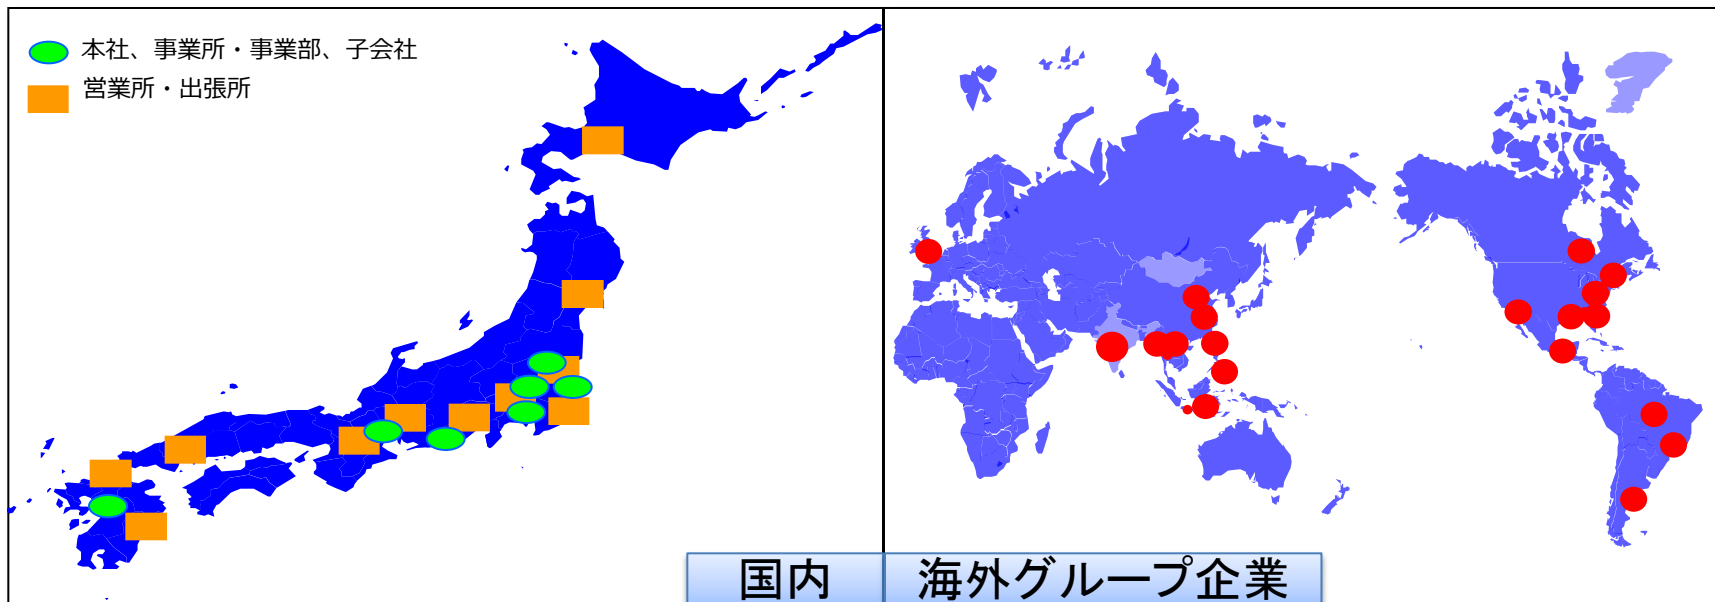 本社、事業所・事業部、子会社
営業所・出張所
国内
海外グループ企業